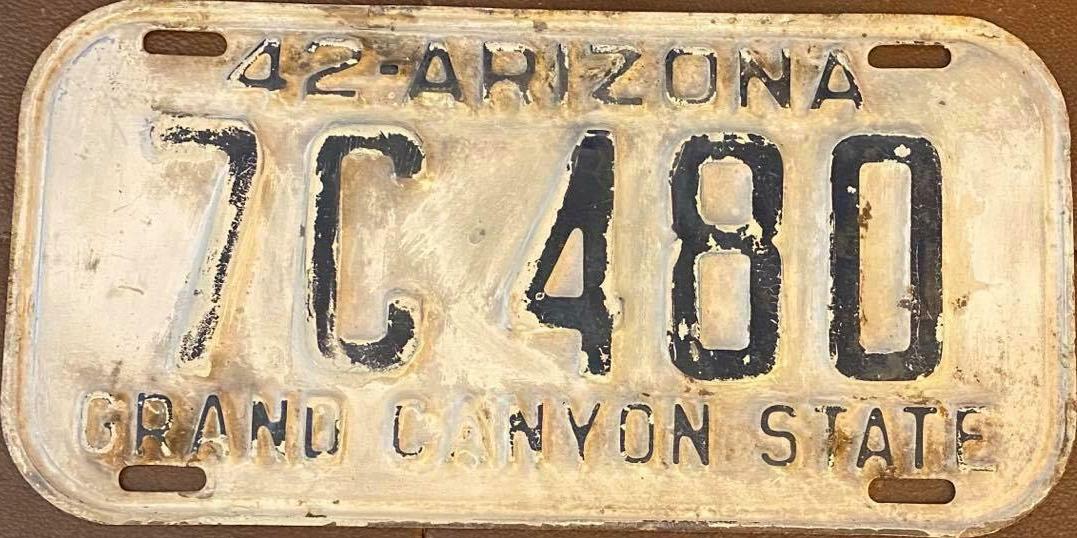 42-ARIZONA
7C 480
GRAND CANYON STATE